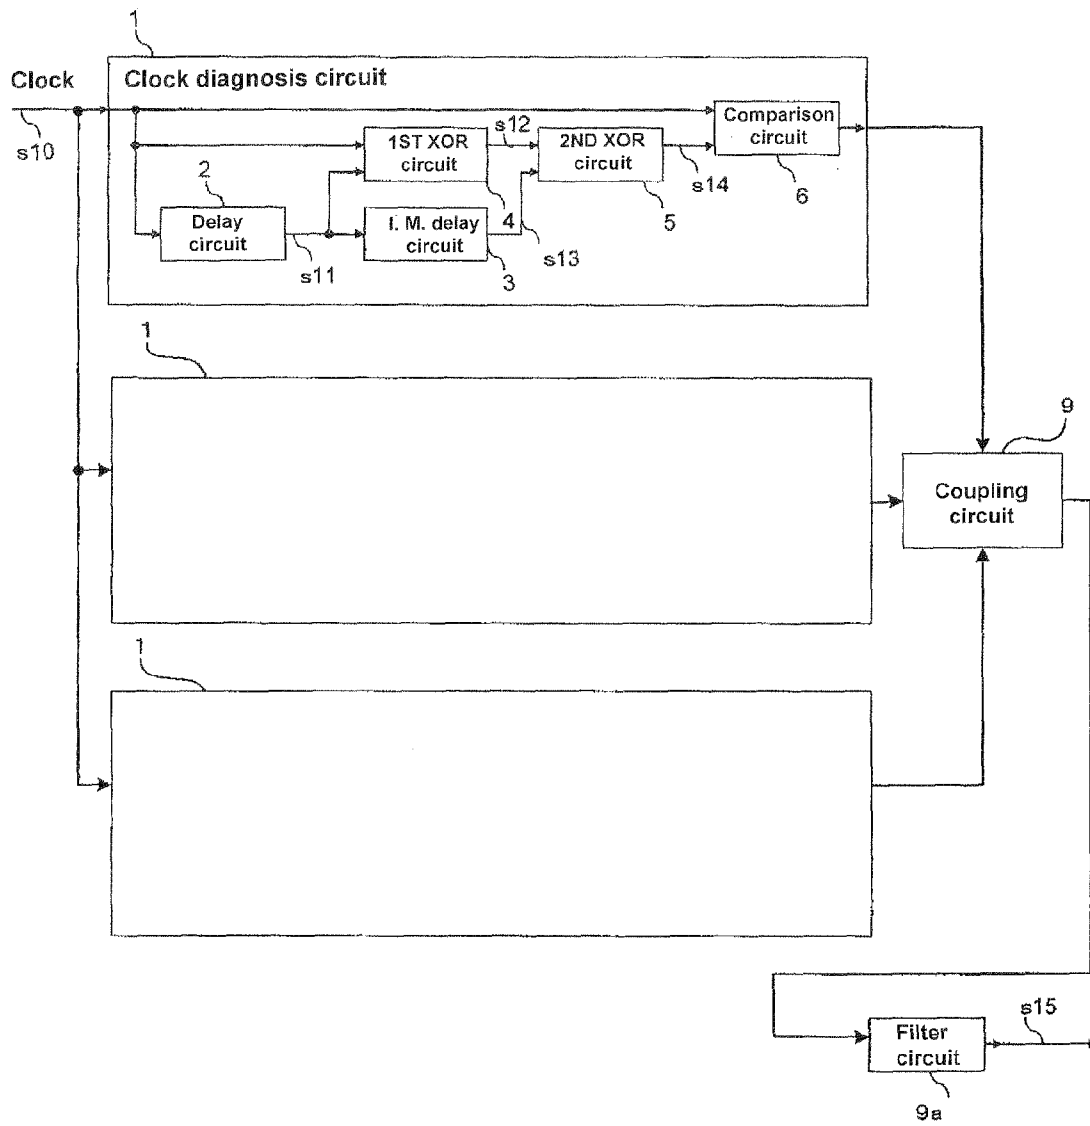 1
Clock
Clock diagnosis circuit
s10
s12
1ST XOR
circuit
2ND XOR
circuit
Comparison
circuit
s14
6
2
4
5
Delay
circuit
I. M. delay
circuit
s11
s13
3
1
9
Coupling
circuit
1
s15
Filter
circuit
9a